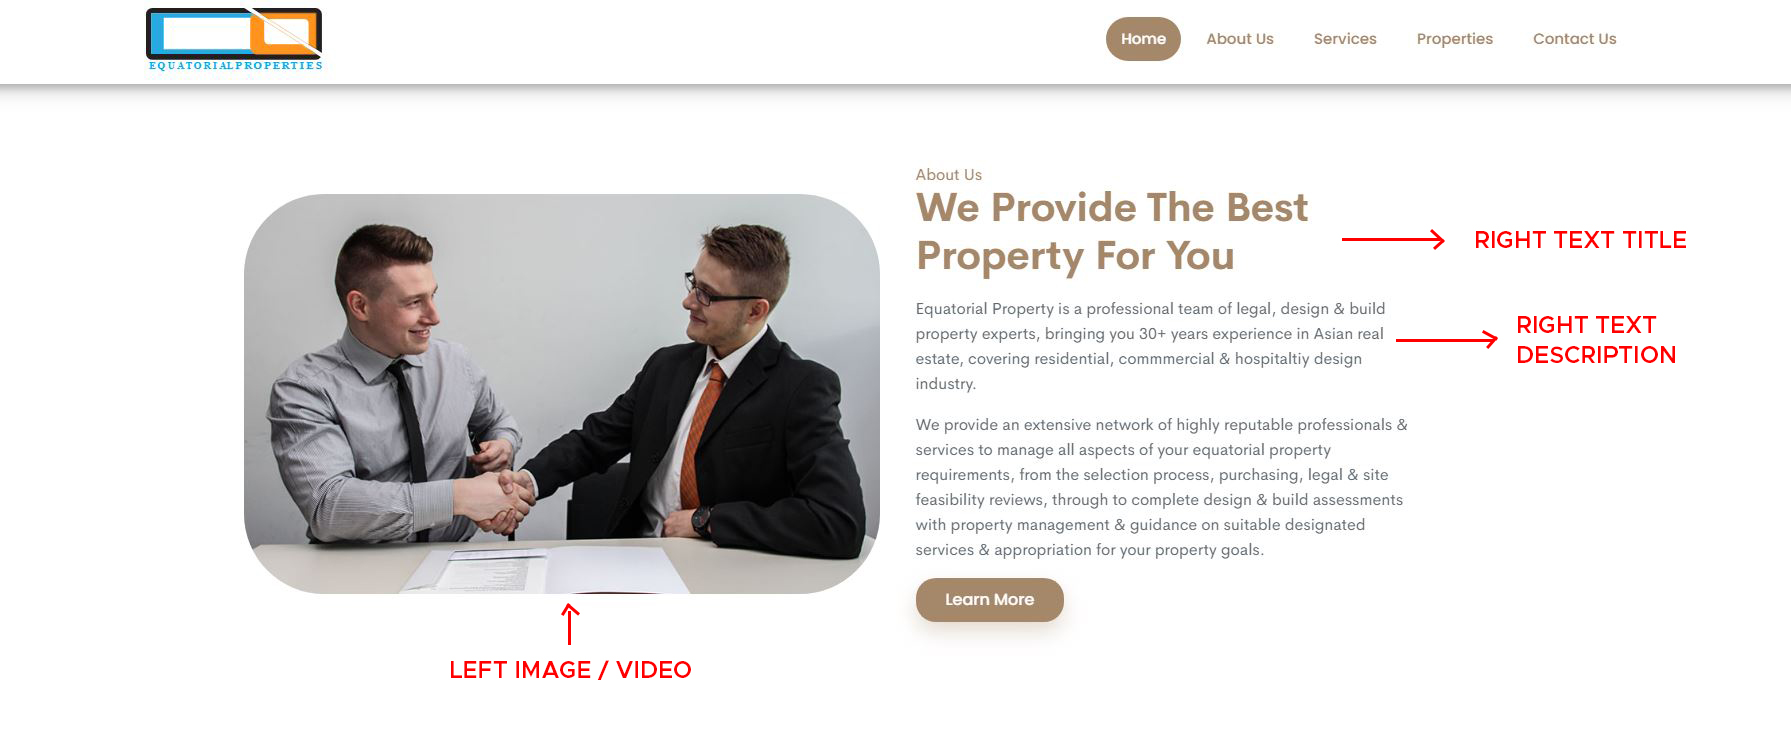 EQUATORIALPROPERTIES
Home About Us Services Properties Contact Us
About Us
We Provide The Best
Property For You
RIGHT TEXT TITLE
Equatorial Property is a professional team of legal, design & build
property experts, bringing you 30+ years experience in Asian real
estate, covering residential, commmercial & hospitaltiy design
industry.
RIGHT TEXT
DESCRIPTION
We provide an extensive network of highly reputable professionals &
services to manage all aspects of your equatorial property
requirements, from the selection process, purchasing, legal & site
feasibility reviews, through to complete design & build assessments
with property management & guidance on suitable designated
services & appropriation for your property goals.
Learn More
LEFT IMAGE / VIDEO